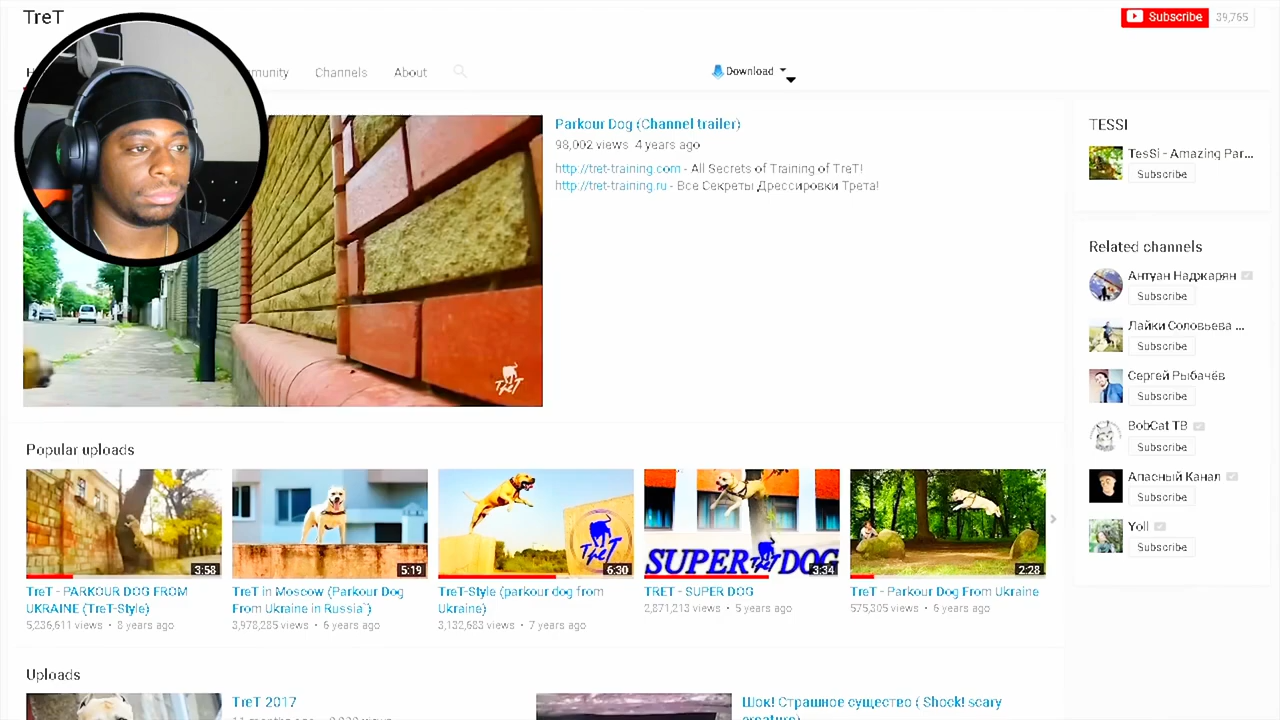 TreT
Subscribe 39,765
Channels
About
Download
Parkour Dog (Channel trailer)
98,002 views 4 years ago
http://tret-training.com - All Secrets of Training of TreT!
http://tret-training.ru - Все Секреты Дрессировки Трета!
TreT
TESSI
TesSi - Amazing Par...
Subscribe
Related channels
Антуан Наджарян
Subscribe
Лайки Соловьева ...
Subscribe
Сергей Рыбачёв
Subscribe
BobCat ТВ
Subscribe
Апасный Канал
Subscribe
Yoll
Subscribe
Popular uploads
3:58
TreT - PARKOUR DOG FROM
UKRAINE (TreT-Style)
5,236,611 views • 8 years ago
5:19
TreT in Moscow (Parkour Dog
From Ukraine in Russia`)
3,978,285 views • 6 years ago
TreT
6:30
TreT-Style (parkour dog from
Ukraine)
3,132,683 views • 7 years ago
SUPER DOG
3:34
TRET - SUPER DOG
2,871,213 views • 5 years ago
2:28
TreT - Parkour Dog From Ukraine
575,305 views • 6 years ago
Uploads
TreT 2017
Шок! Страшное существо ( Shock! scary